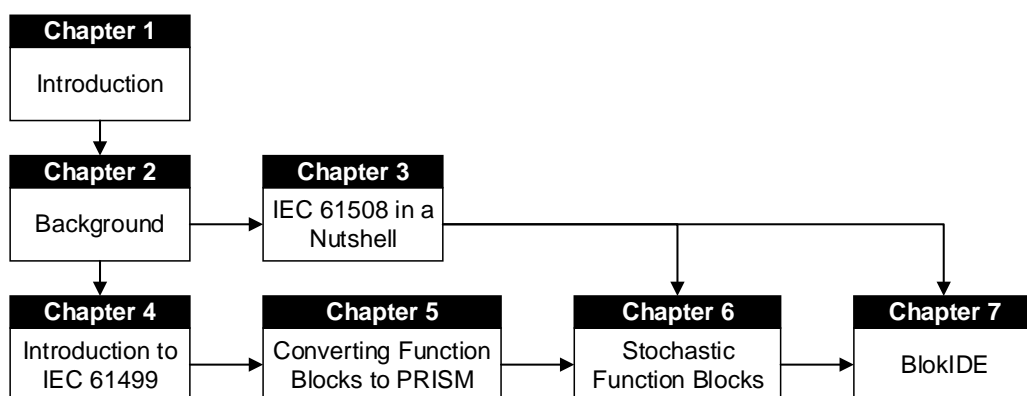 Chapter 1
Introduction
Chapter 2
Background
Chapter 3
IEC 61508 in a
Nutshell
Chapter 4
Introduction to
IEC 61499
Chapter 5
Converting Function
Blocks to PRISM
Chapter 6
Stochastic
Function Blocks
Chapter 7
BlokIDE